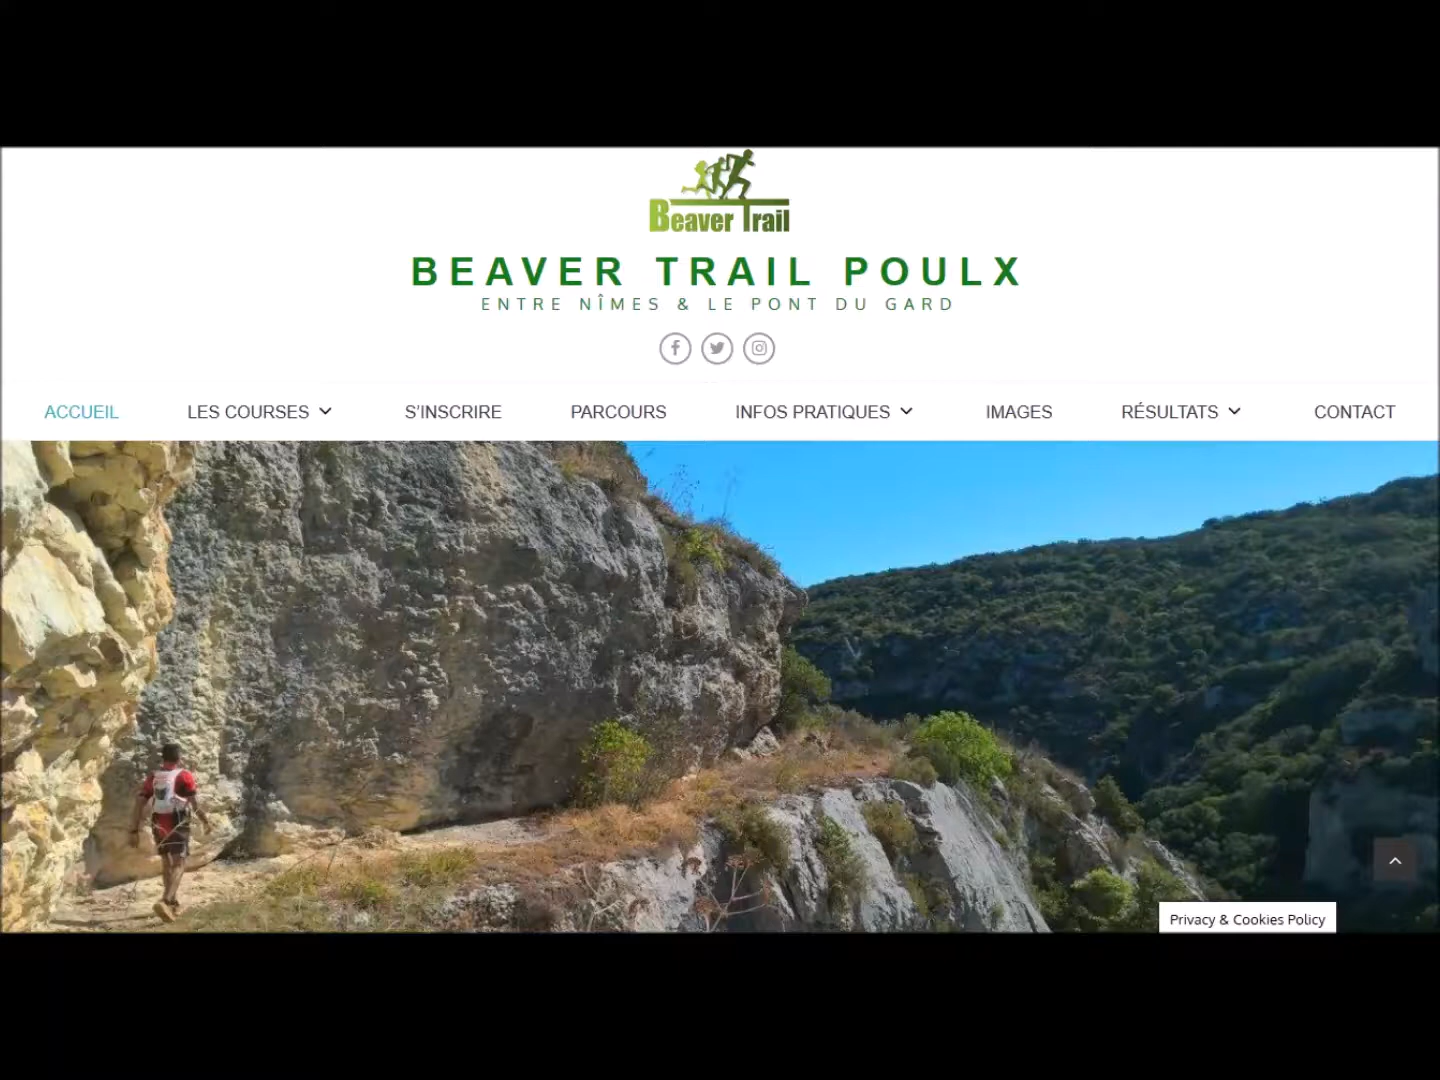 Beaver Trail
BEAVER TRAIL POULX
ENTRE NÎMES & LE PONT DU GARD
ACCUEIL LES COURSES S'INSCRIRE PARCOURS INFOS PRATIQUES IMAGES RÉSULTATS CONTACT
Privacy & Cookies Policy